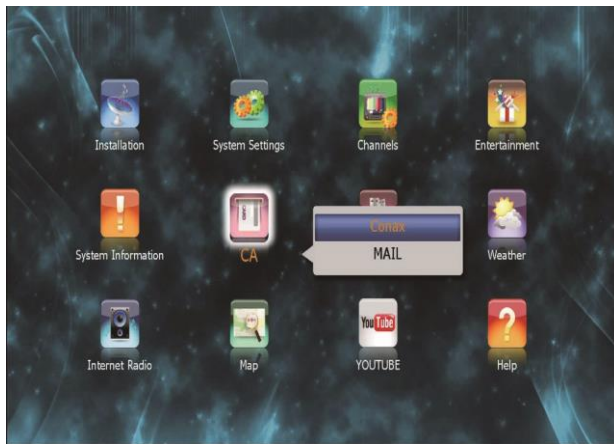 Installation
System Settings
Channels
Entertainment
System Information
CA
Conax
MAIL
Weather
Internet Radio
Map
You Tube
YOUTUBE
Help